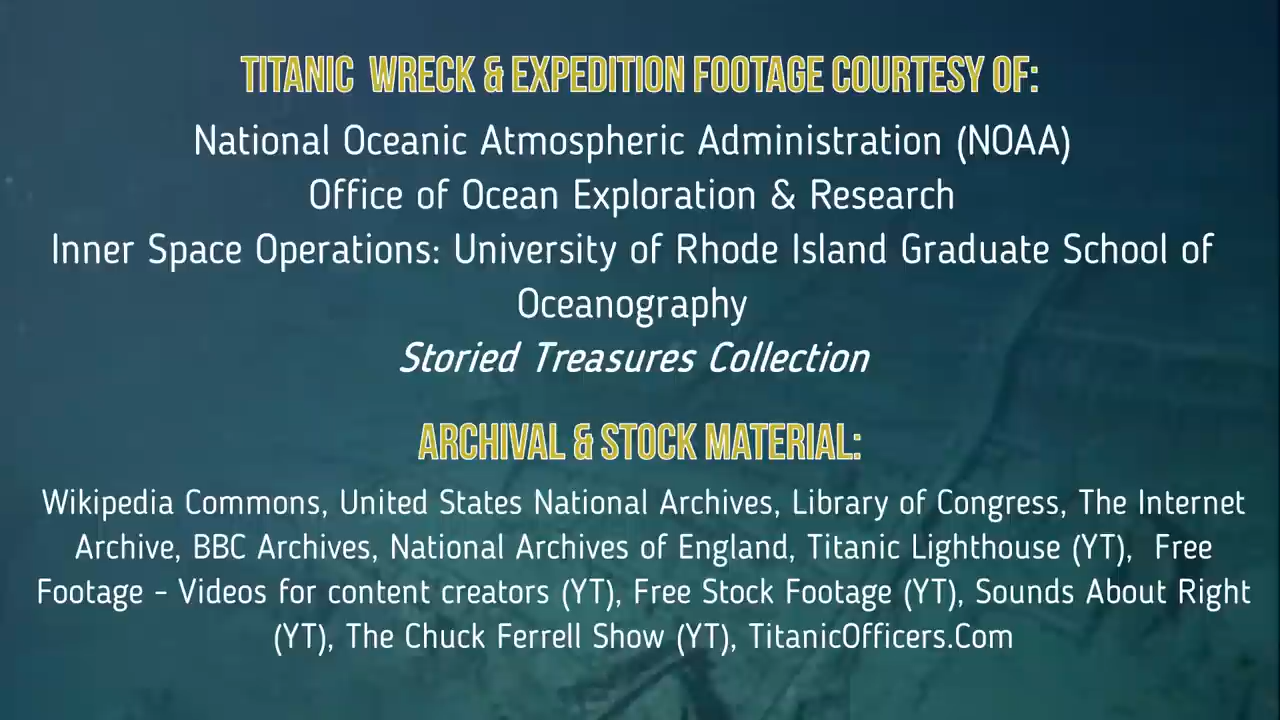 TITANIC WRECK & EXPEDITION FOOTAGE COURTESY OF:
National Oceanic Atmospheric Administration (NOAA)
Office of Ocean Exploration & Research
Inner Space Operations: University of Rhode Island Graduate School of
Oceanography
Storied Treasures Collection
ARCHIVAL & STOCK MATERIAL:
Wikipedia Commons, United States National Archives, Library of Congress, The Internet
Archive, BBC Archives, National Archives of England, Titanic Lighthouse (YT), Free
Footage - Videos for content creators (YT), Free Stock Footage (YT), Sounds About Right
(YT), The Chuck Ferrell Show (YT), TitanicOfficers.Com